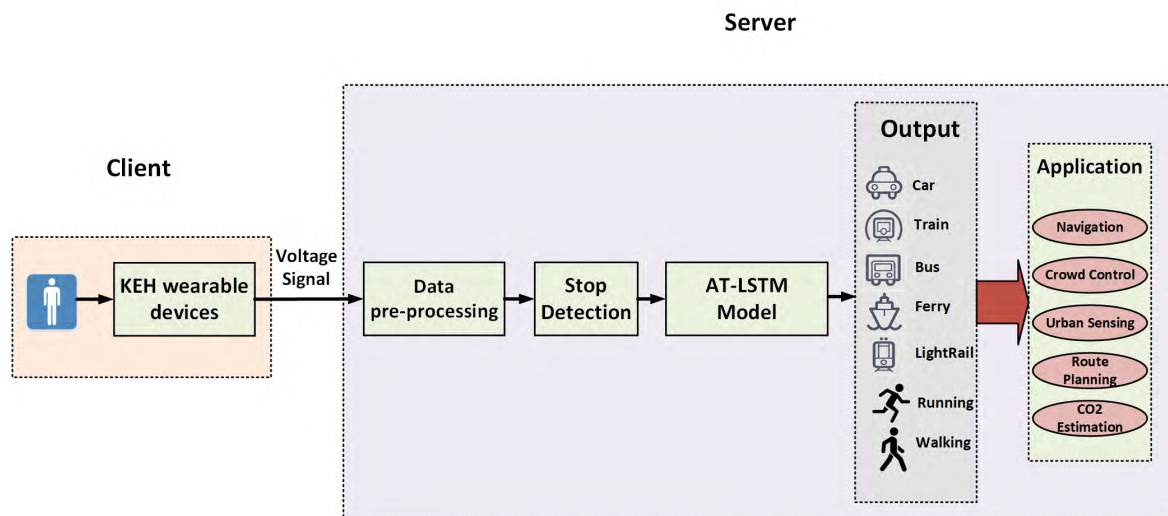 Server
Client
KEH wearable
devices
Voltage
Signal
Data
pre-processing
Stop
Detection
AT-LSTM
Model
Output
Car
Train
Bus
Ferry
LightRail
Running
Walking
Application
Navigation
Crowd Control
Urban Sensing
Route
Planning
CO2
Estimation